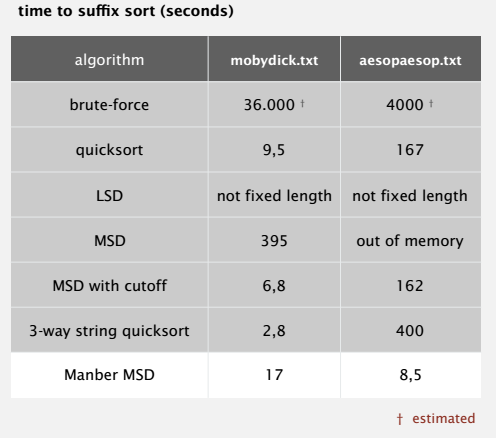 time to suffix sort (seconds)
algorithm mobydick.txt aesopaesop.txt
brute-force 36.000 † 4000 †
quicksort 9,5 167
LSD not fixed length not fixed length
MSD 395 out of memory
MSD with cutoff 6,8 162
3-way string quicksort 2,8 400
Manber MSD 17 8,5
† estimated